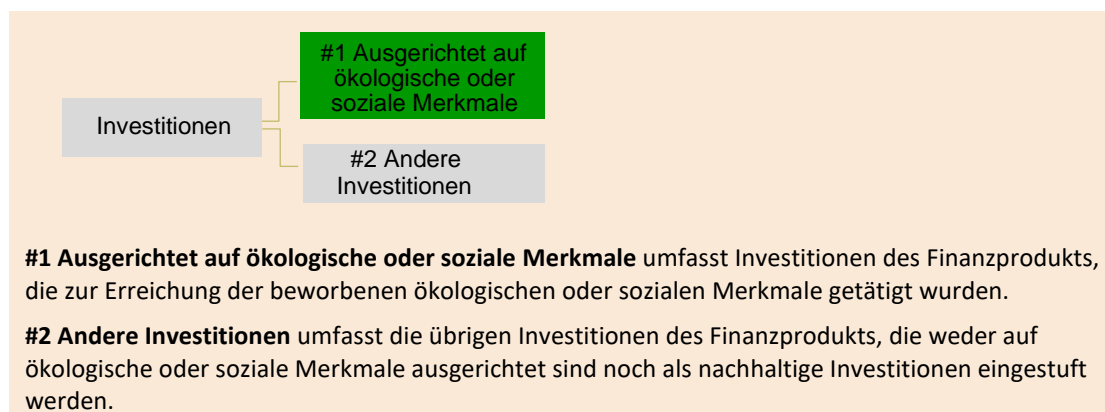 #1 Ausgerichtet auf
ökologische oder
soziale Merkmale
Investitionen
#2 Andere
Investitionen
#1 Ausgerichtet auf ökologische oder soziale Merkmale umfasst Investitionen des Finanzprodukts,
die zur Erreichung der beworbenen ökologischen oder sozialen Merkmale getätigt wurden.
#2 Andere Investitionen umfasst die übrigen Investitionen des Finanzprodukts, die weder auf
ökologische oder soziale Merkmale ausgerichtet sind noch als nachhaltige Investitionen eingestuft
werden.